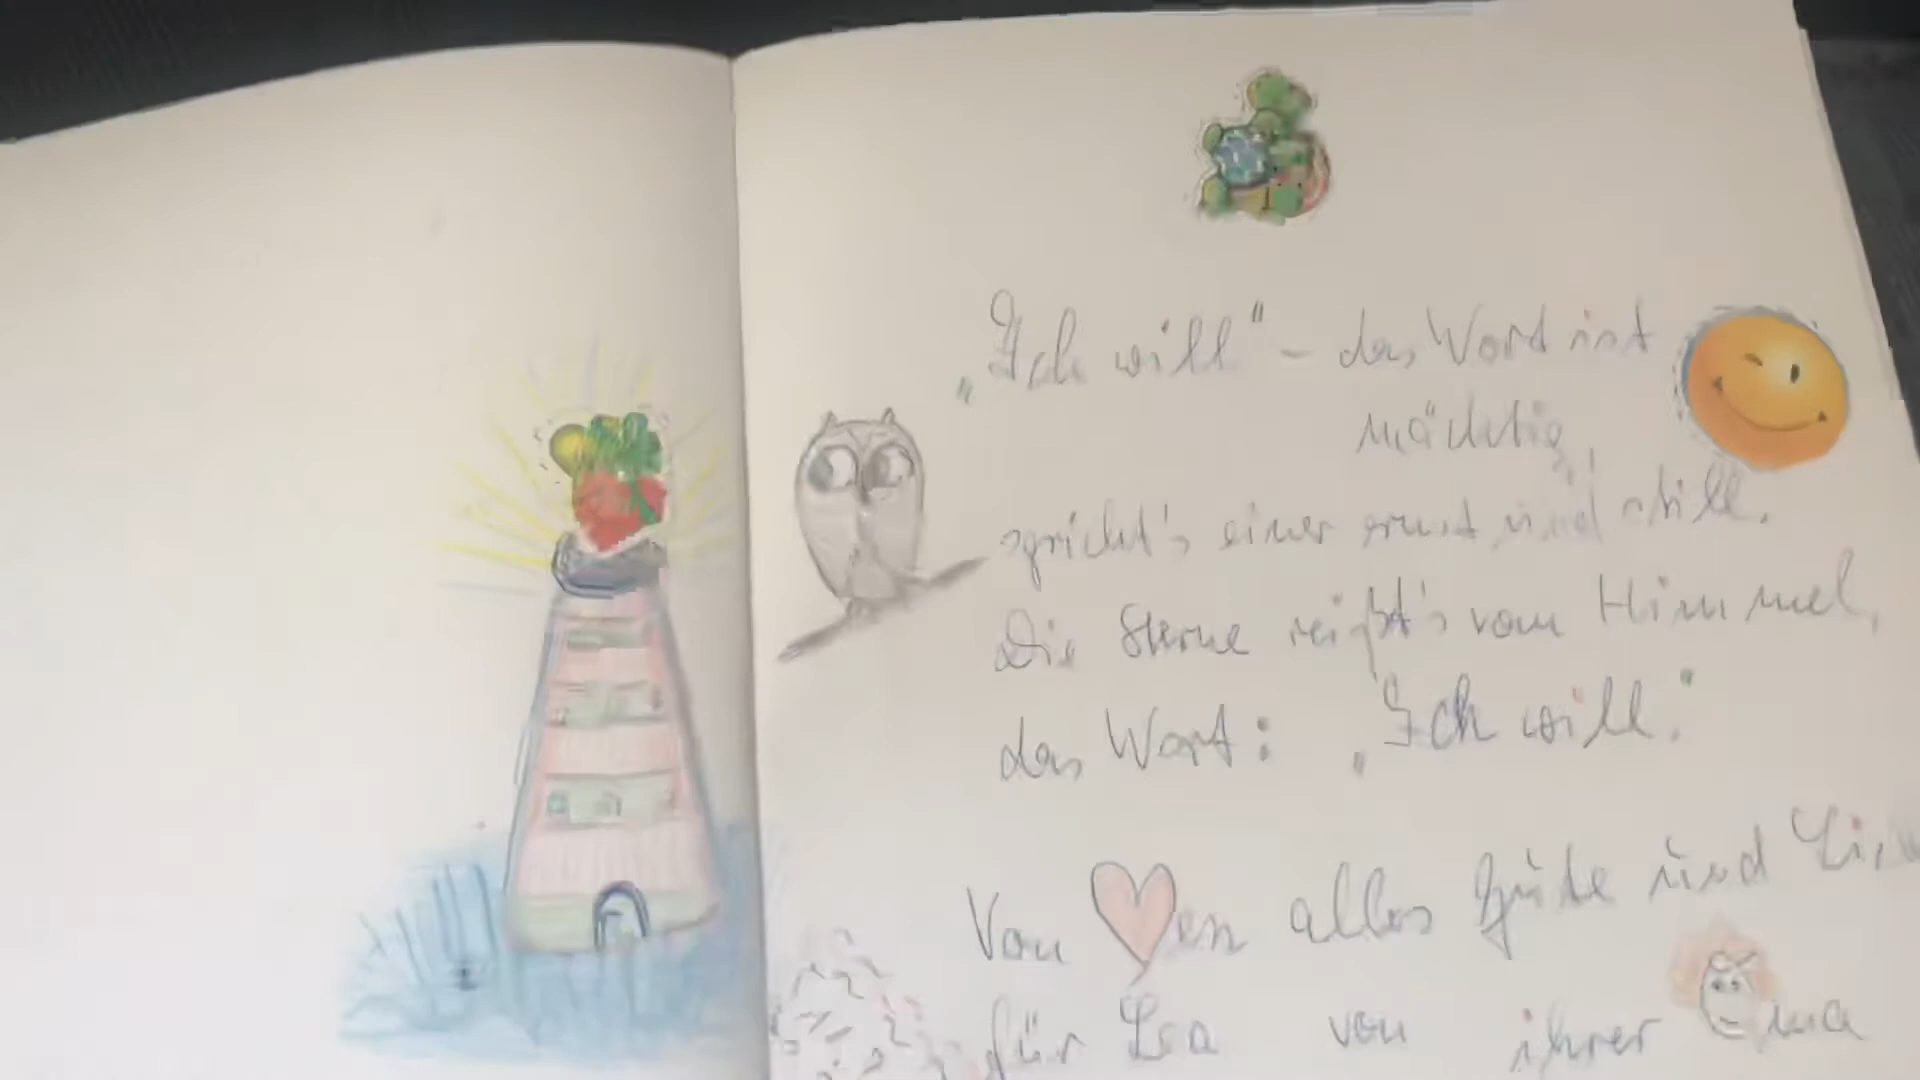 „Ich will“ – das Wort ist
mächtig,
spricht's einer ernst und still.
Die Sterne reißt's vom Himmel,
das Wort: „Ich will.“
Von en alles Gute und
für Lea von ihrer Oma